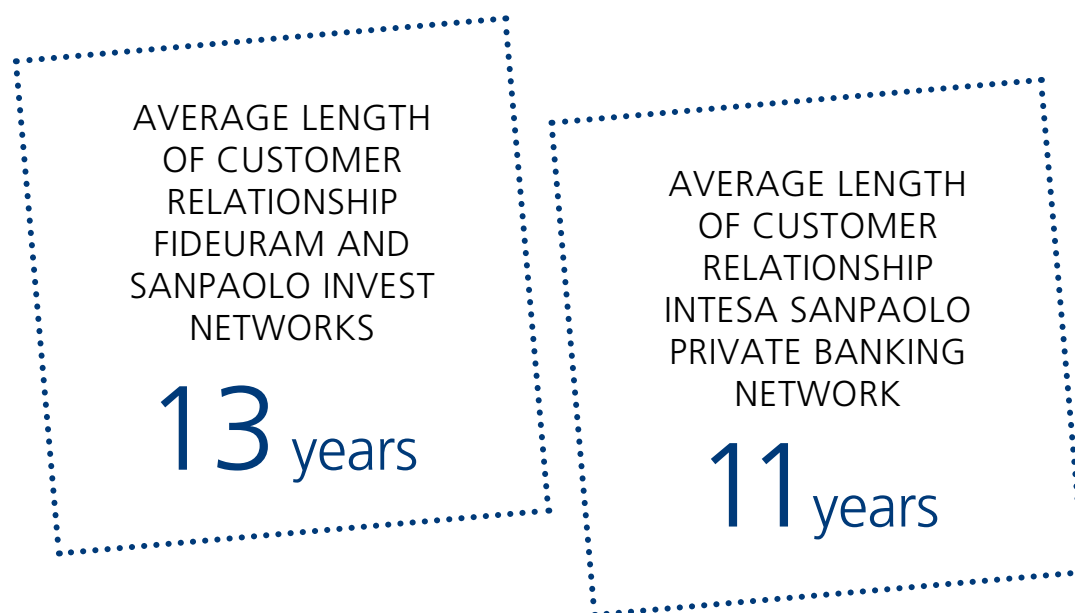 AVERAGE LENGTH
OF CUSTOMER
RELATIONSHIP
FIDEURAM AND
SANPAOLO INVEST
NETWORKS
13 years
AVERAGE LENGTH
OF CUSTOMER
RELATIONSHIP
INTESA SANPAOLO
PRIVATE BANKING
NETWORK
11 years